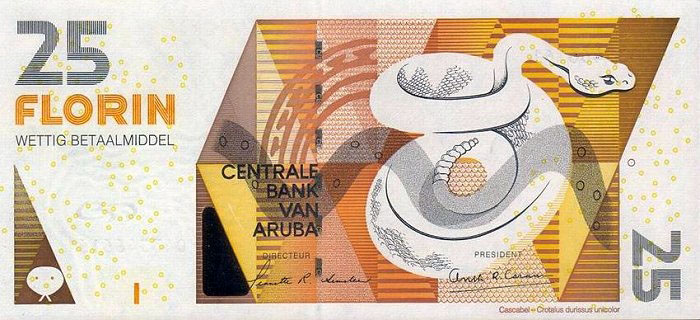 25
FLORIN
WETTIG BETAALMIDDEL
CENTRALE
BANK
VAN
ARUBA
DIRECTEUR
PRESIDENT
25
Cascabel - Crotalus durissus unicolor